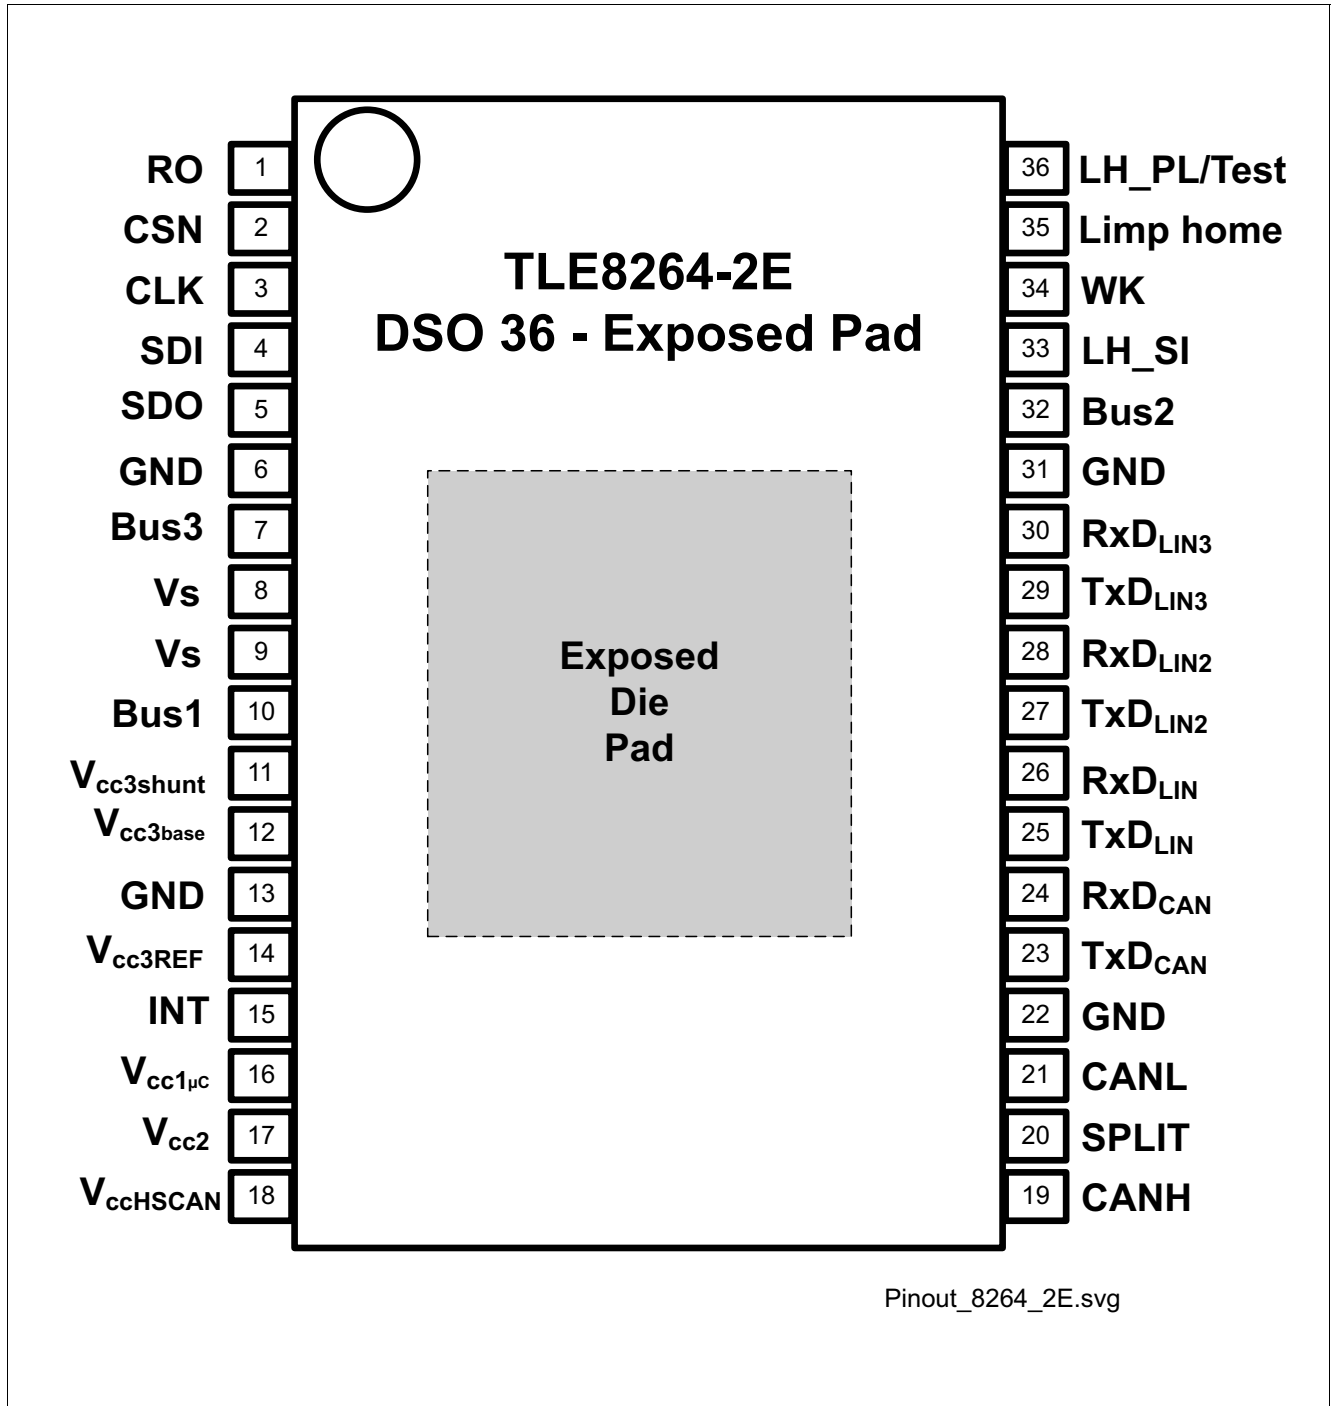 RO 1
CSN 2
CLK 3
SDI 4
SDO 5
GND 6
Bus3 7
Vs 8
Vs 9
Bus1 10
Vcc3shunt 11
Vcc3base 12
GND 13
Vcc3REF 14
INT 15
Vcc1µC 16
Vcc2 17
VccHSCAN 18
TLE8264-2E
DSO 36 - Exposed Pad
Exposed
Die
Pad
36 LH_PL/Test
35 Limp home
34 WK
33 LH_SI
32 Bus2
31 GND
30 RxDLIN3
29 TxDLIN3
28 RxDLIN2
27 TxDLIN2
26 RxDLIN
25 TxDLIN
24 RxDCAN
23 TxDCAN
22 GND
21 CANL
20 SPLIT
19 CANH
Pinout_8264_2E.svg